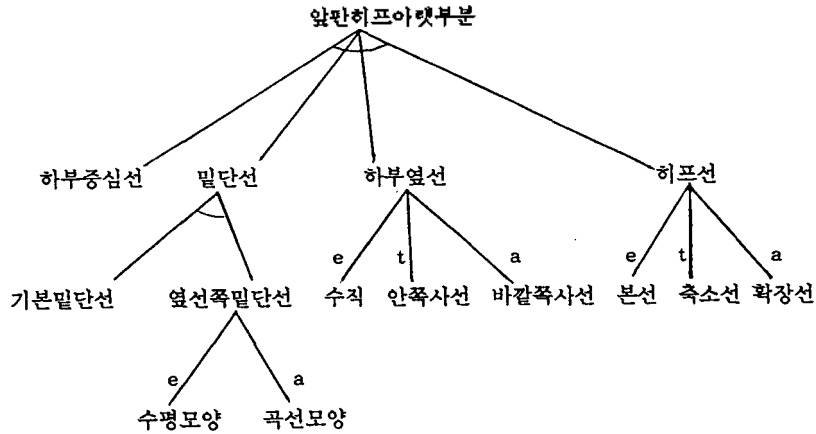 앞판히프아랫부분
하부중심선 밑단선 하부옆선 히프선
e t a e t a
기본밑단선 옆선쪽밑단선 수직 안쪽사선 바깥쪽사선 본선 축소선 확장선
e a
수평모양 곡선모양